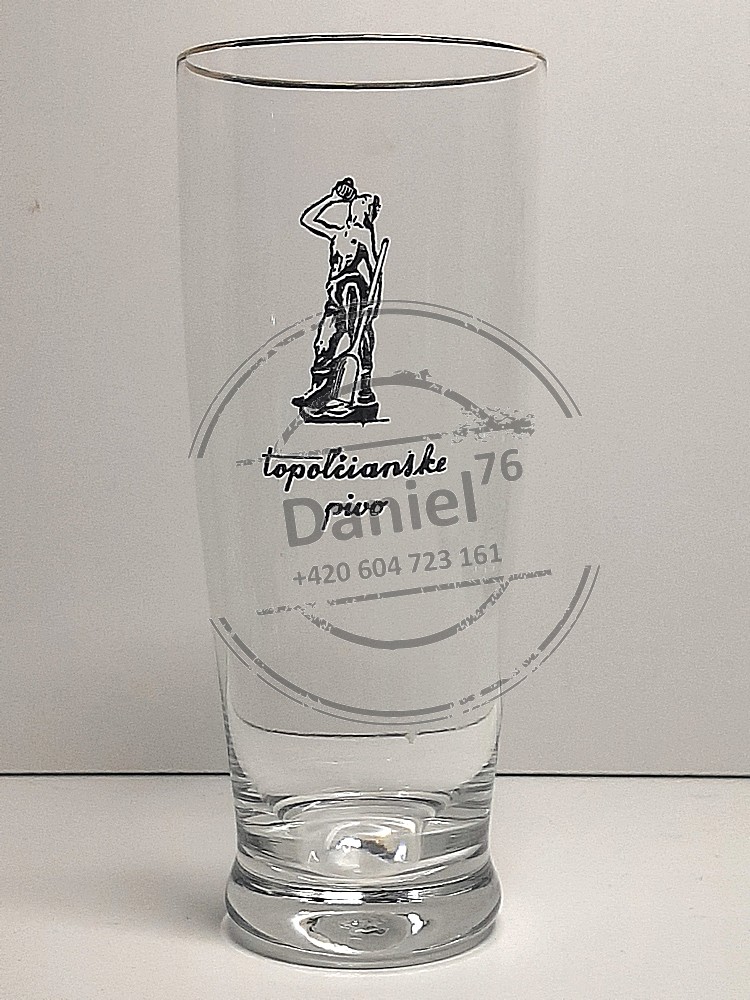 topoľčianske
pivo
Daniel76
+420 604 723 161